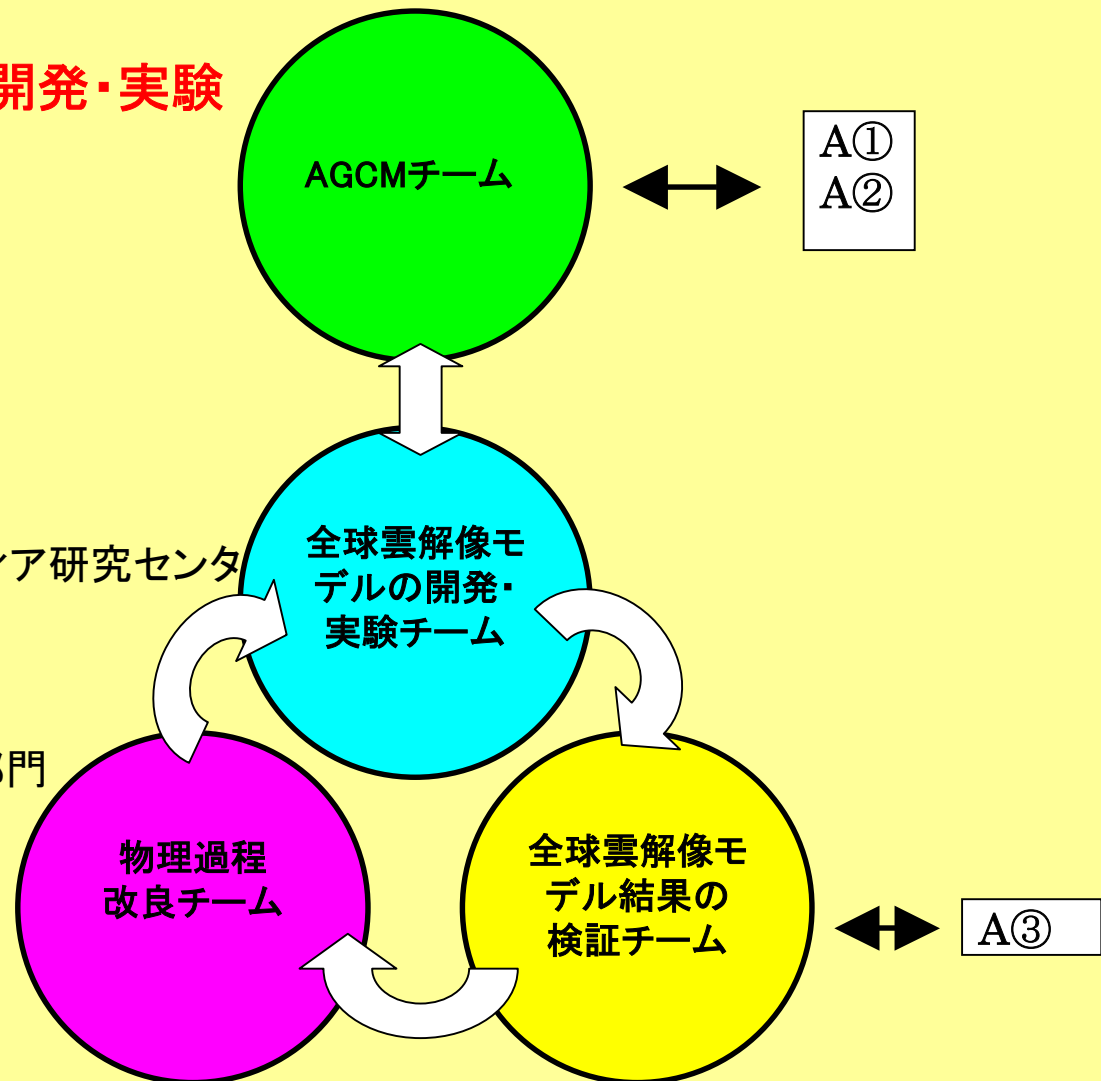 開発・実験
AGCMチーム
A①
A②
全球雲解像モ
デルの開発・
実験チーム
ア研究センタ
部門
物理過程
改良チーム
全球雲解像モ
デル結果の
検証チーム
A③